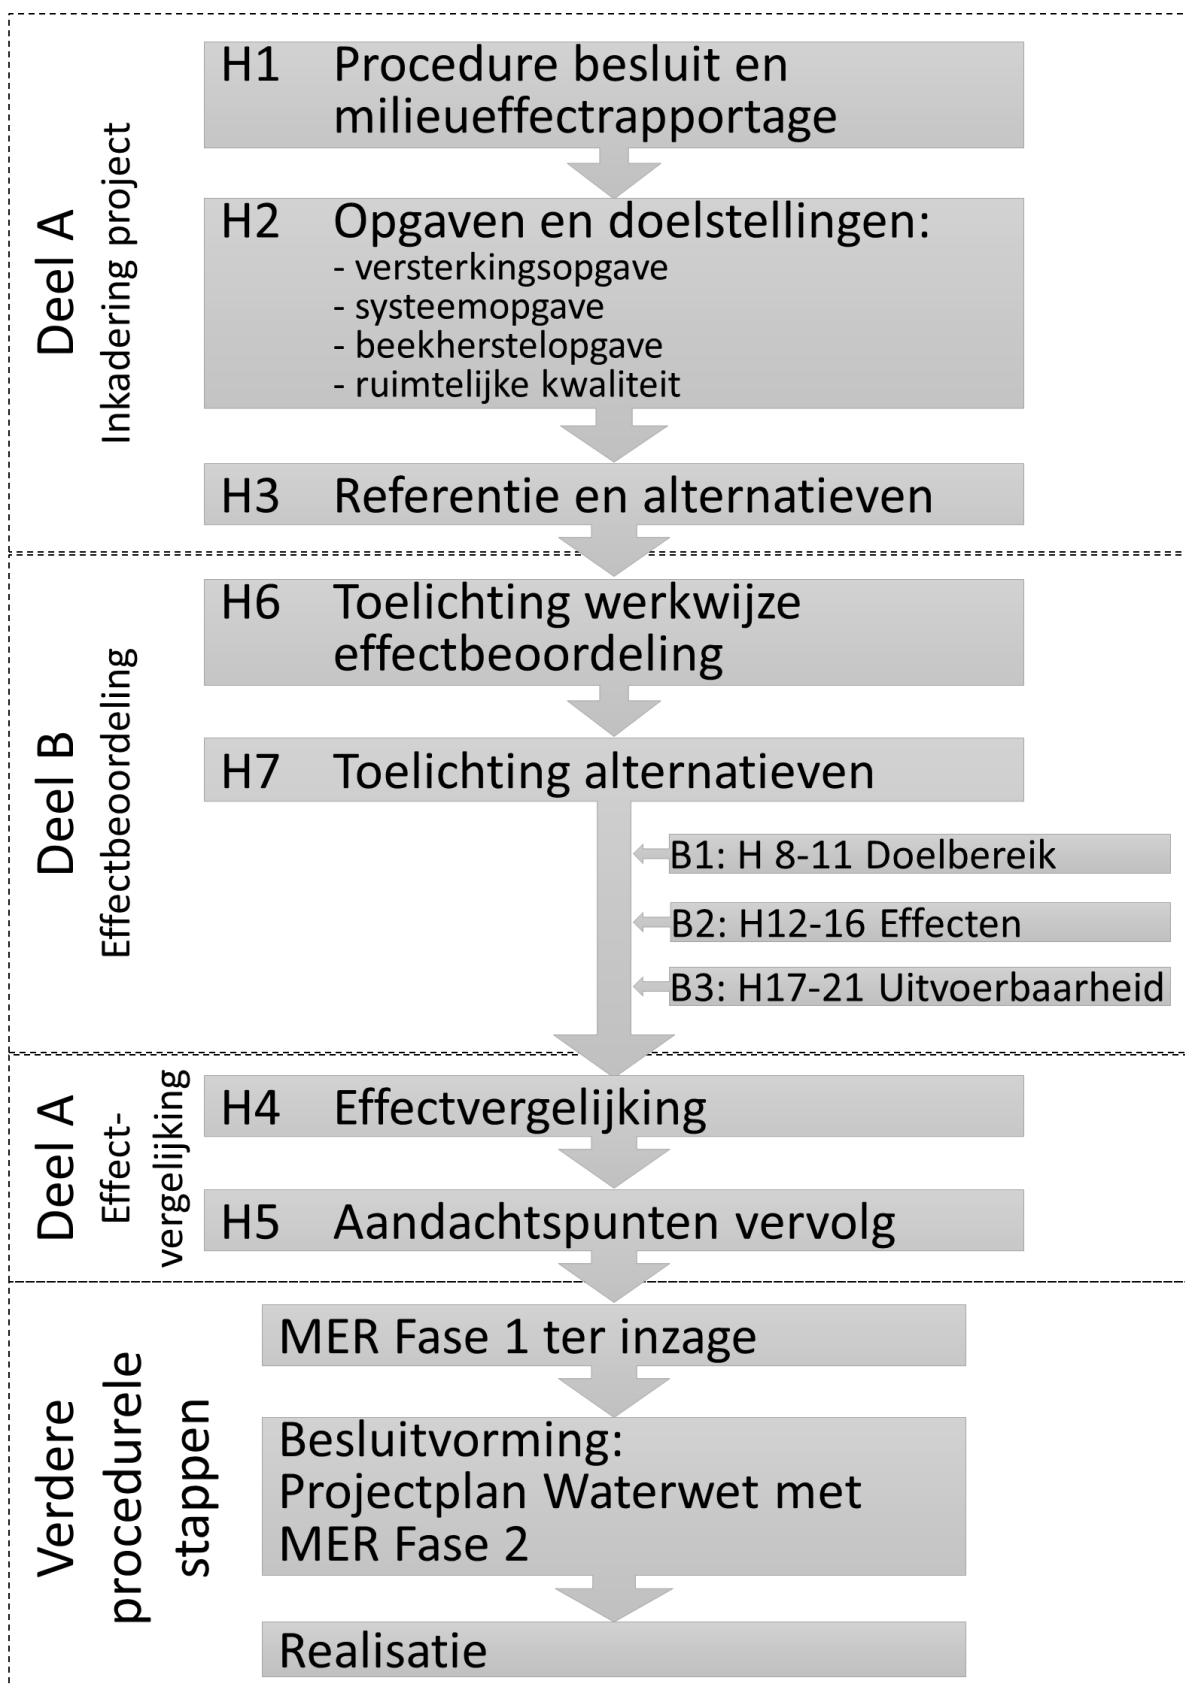 Deel A
Inkadering project
H1 Procedure besluit en
milieueffectrapportage
H2 Opgaven en doelstellingen:
- versterkingsopgave
- systeemopgave
- beekherstelopgave
- ruimtelijke kwaliteit
H3 Referentie en alternatieven
Deel B
Effectbeoordeling
H6 Toelichting werkwijze
effectbeoordeling
H7 Toelichting alternatieven
B1: H 8-11 Doelbereik
B2: H12-16 Effecten
B3: H17-21 Uitvoerbaarheid
Deel A
Effect-
vergelijking
H4 Effectvergelijking
H5 Aandachtspunten vervolg
Verdere
procedurele
stappen
MER Fase 1 ter inzage
Besluitvorming:
Projectplan Waterwet met
MER Fase 2
Realisatie